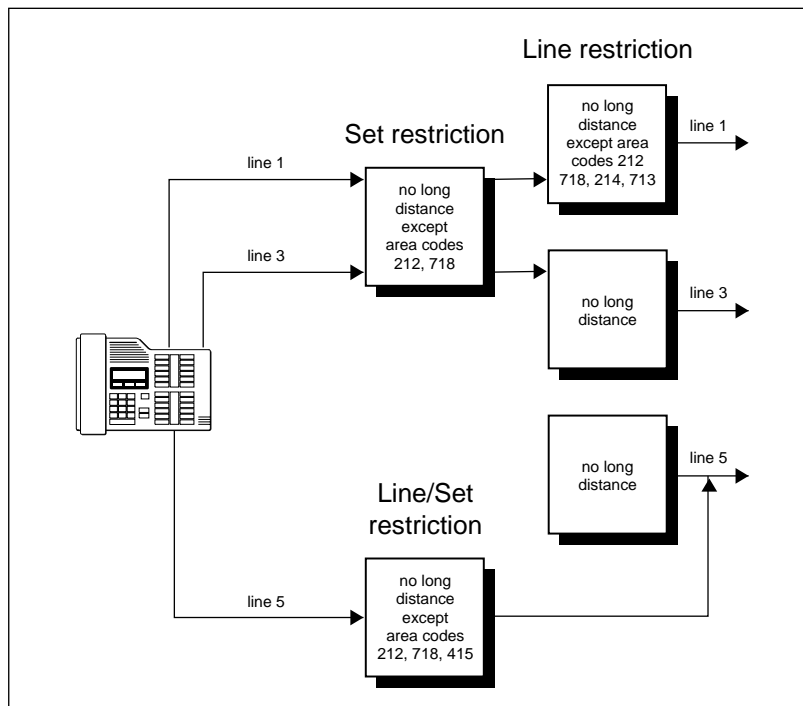 Line restriction
no long
distance
except area
codes 212
718, 214, 713
line 1
Set restriction
line 1
no long
distance
except
area codes
212, 718
line 3
no long
distance
line 3
no long
distance
line 5
Line/Set
restriction
line 5
no long
distance
except
area codes
212, 718, 415